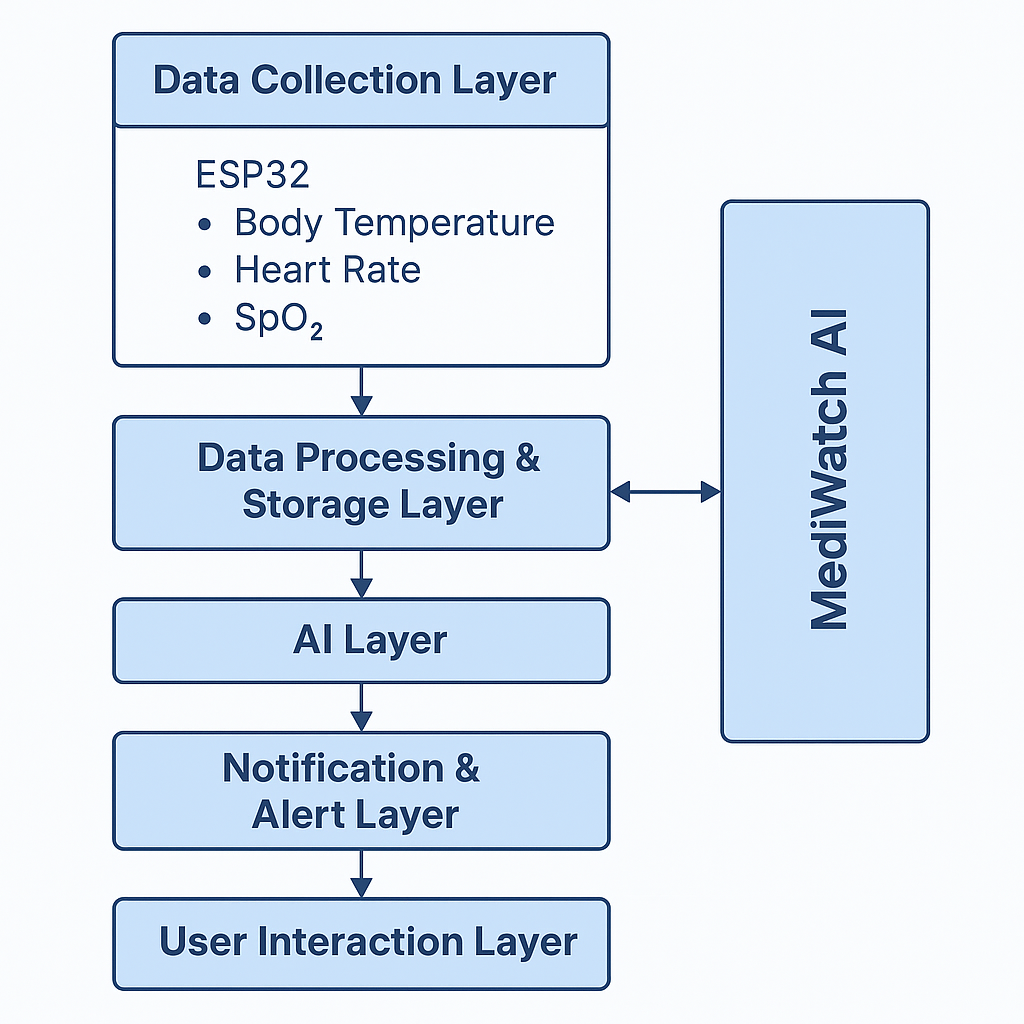 Data Collection Layer
ESP32
• Body Temperature
• Heart Rate
• SpO₂
Data Processing &
Storage Layer
AI Layer
Notification &
Alert Layer
User Interaction Layer
MediWatch AI